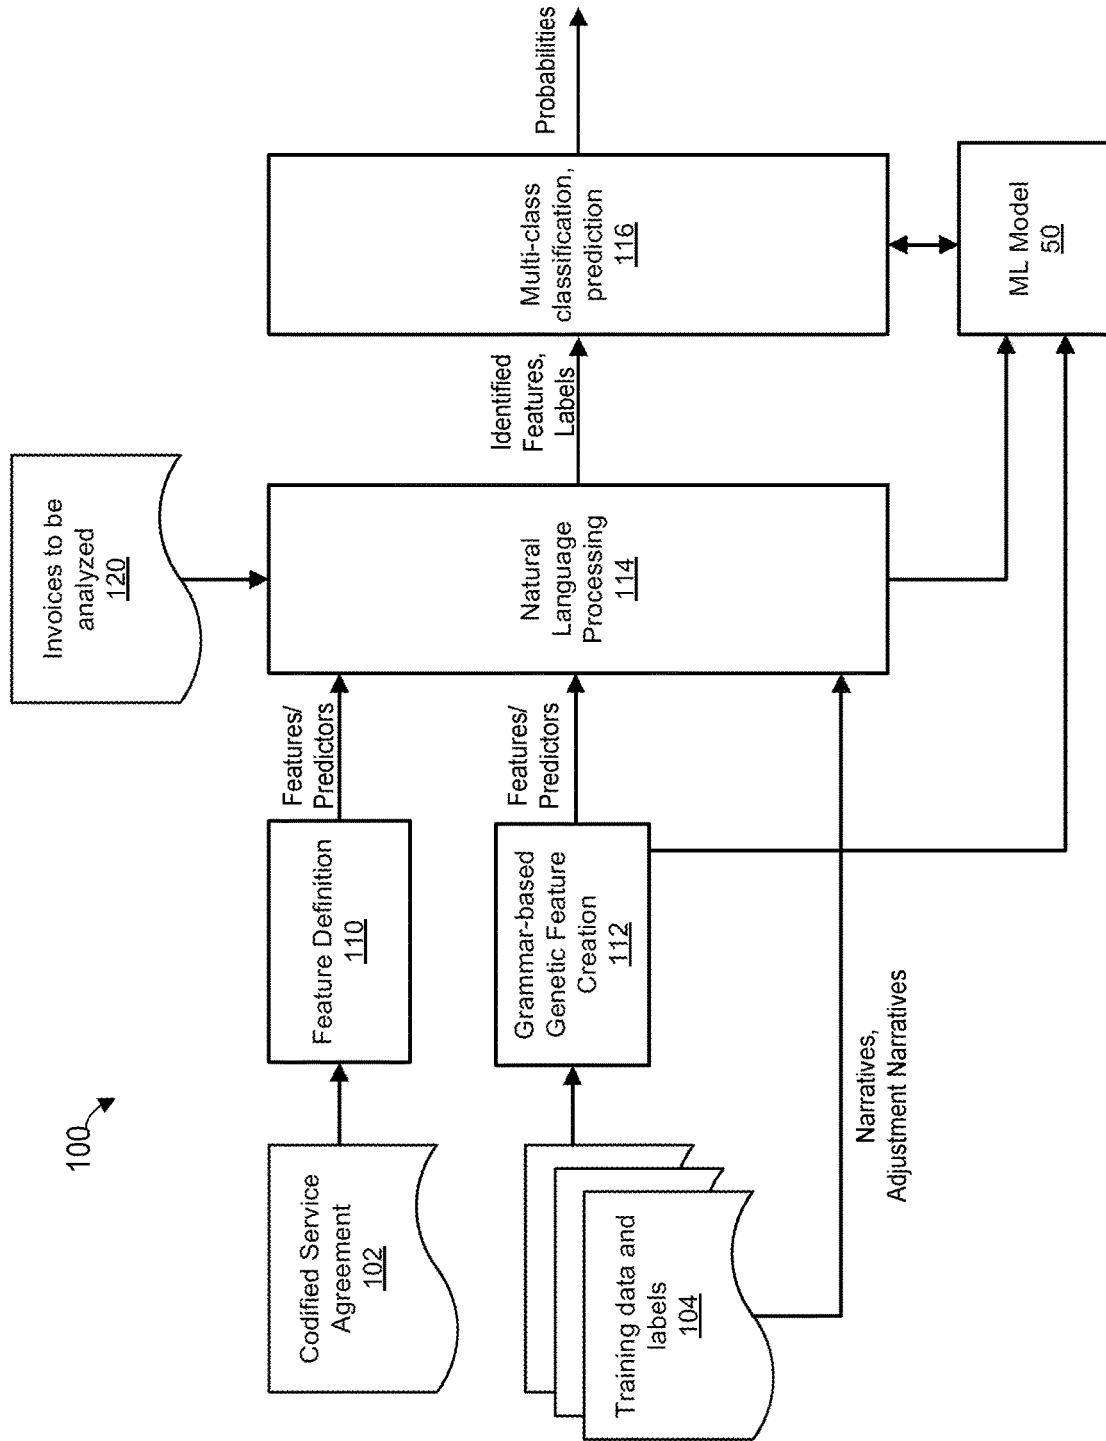 100
Codified Service
Agreement
102
Feature Definition
110
Features/
Predictors
Invoices to be
analyzed
120
Training data and
labels
104
Grammar-based
Genetic Feature
Creation
112
Features/
Predictors
Narratives,
Adjustment Narratives
Natural
Language
Processing
114
Identified
Features,
Labels
Multi-class
classification,
prediction
116
Probabilities
ML Model
50